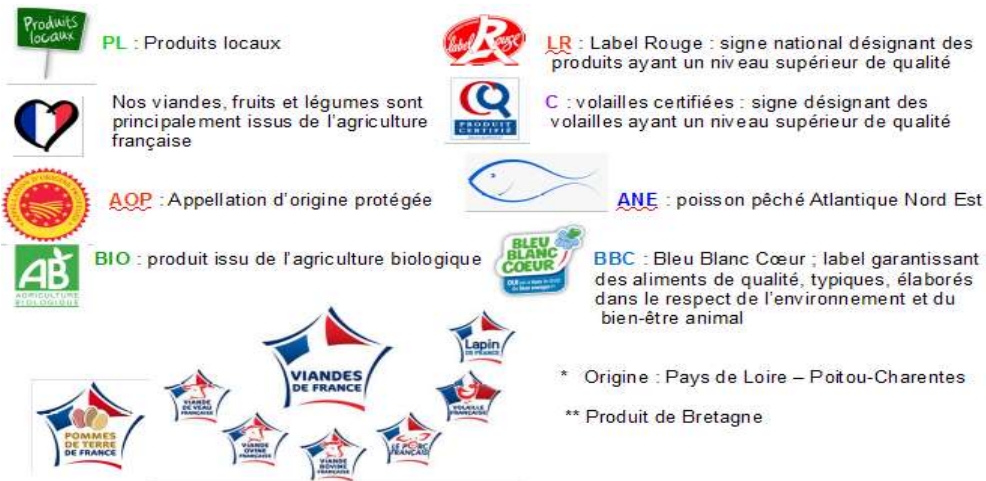 Produits
locaux
PL : Produits locaux
Label Rouge
LR : Label Rouge : signe national désignant des
produits ayant un niveau supérieur de qualité
Nos viandes, fruits et légumes sont
principalement issus de l'agriculture
française
CQ
PRODUIT
CERTIFIÉ
C : volailles certifiées : signe désignant des
volailles ayant un niveau supérieur de qualité
APPELLATION D'ORIGINE PROTÉGÉE
AOP : Appellation d'origine protégée
ANE : poisson pêché Atlantique Nord Est
AB
AGRICULTURE
BIOLOGIQUE
BIO : produit issu de l'agriculture biologique
BLEU
BLANC
CŒUR
BBC : Bleu Blanc Cœur ; label garantissant
des aliments de qualité, typiques, élaborés
dans le respect de l'environnement et du
bien-être animal
VIANDES
DE FRANCE
Lapin
DE FRANCE
VIANDE
DE VEAU
FRANÇAISE
VOLAILLE
FRANÇAISE
POMMES
DE TERRE
DE FRANCE
VIANDE
OVINE
FRANÇAISE
VIANDE
BOVINE
FRANÇAISE
LE PORC
FRANÇAIS
* Origine : Pays de Loire – Poitou-Charentes
** Produit de Bretagne